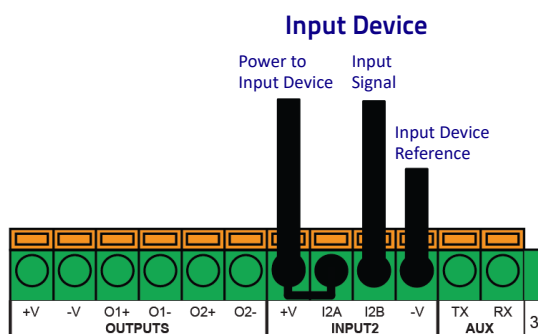 Input Device
Power to
Input Device
Input
Signal
Input Device
Reference
+V -V O1+ O1- O2+ O2- +V I2A I2B -V TX RX
OUTPUTS INPUT2 AUX 3